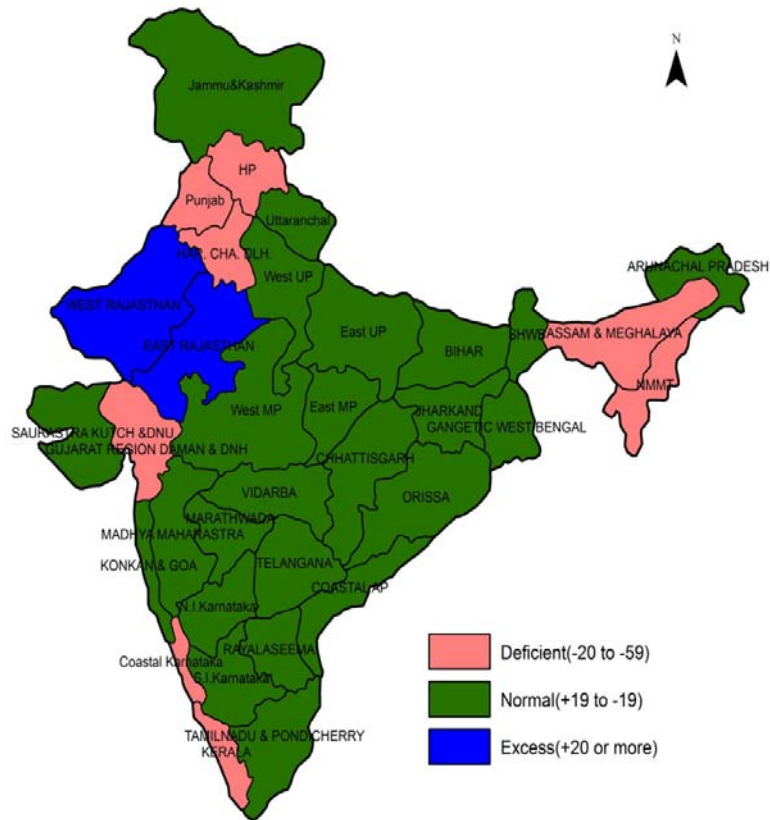 N
Jammu&Kashmir
HP
Punjab
Uttaranchal
HAR. CHA. DLH.
West UP
ARUNACHAL PRADESH
WEST RAJASTHAN
EAST RAJASTHAN
East UP
SHWB
ASSAM & MEGHALAYA
BIHAR
NMMT
West MP
East MP
JHARKAND
GANGETIC WEST BENGAL
SAURASTRA KUTCH &DNU
GUJARAT REGION DAMAN & DNH
CHHATTISGARH
VIDARBA
ORISSA
MARATHWADA
MADHYA MAHARASTRA
KONKAN & GOA
TELANGANA
COASTAL AP
N.I.Karnataka
RAYALASEEMA
Coastal Karnataka
S.I.Karnataka
TAMILNADU & PONDICHERRY
KERALA
Deficient(-20 to -59)
Normal(+19 to -19)
Excess(+20 or more)